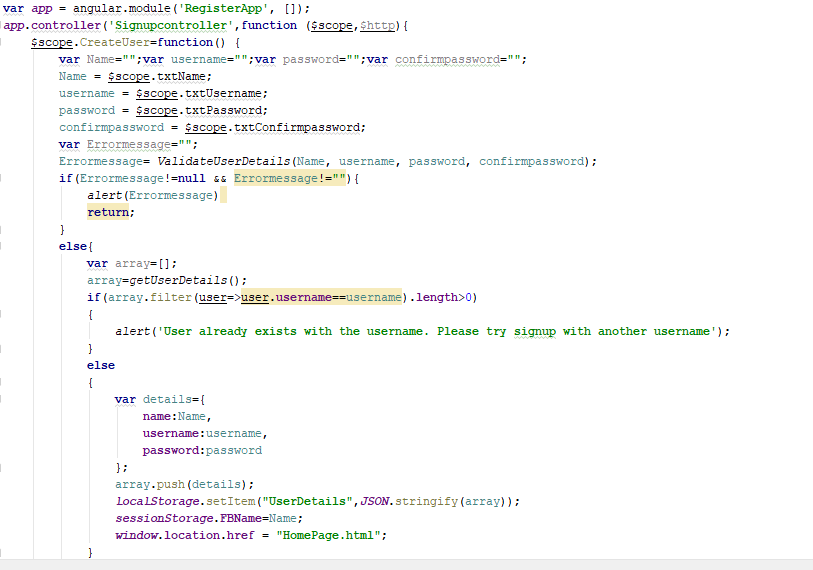 var app = angular.module('RegisterApp', []);
app.controller('Signupcontroller',function ($scope,$http){
$scope.CreateUser=function() {
var Name="";var username="";var password="";var confirmpassword="";
Name = $scope.txtName;
username = $scope.txtUsername;
password = $scope.txtPassword;
confirmpassword = $scope.txtConfirmpassword;
var Errormessage="";
Errormessage= ValidateUserDetails(Name, username, password, confirmpassword);
if(Errormessage!=null && Errormessage!=""){
alert(Errormessage)
return;
}
else{
var array=[];
array=getUserDetails();
if(array.filter(user=>user.username==username).length>0)
{
alert('User already exists with the username. Please try signup with another username');
}
else
{
var details={
name:Name,
username:username,
password:password
};
array.push(details);
localStorage.setItem("UserDetails",JSON.stringify(array));
sessionStorage.FBName=Name;
window.location.href = "HomePage.html";
}